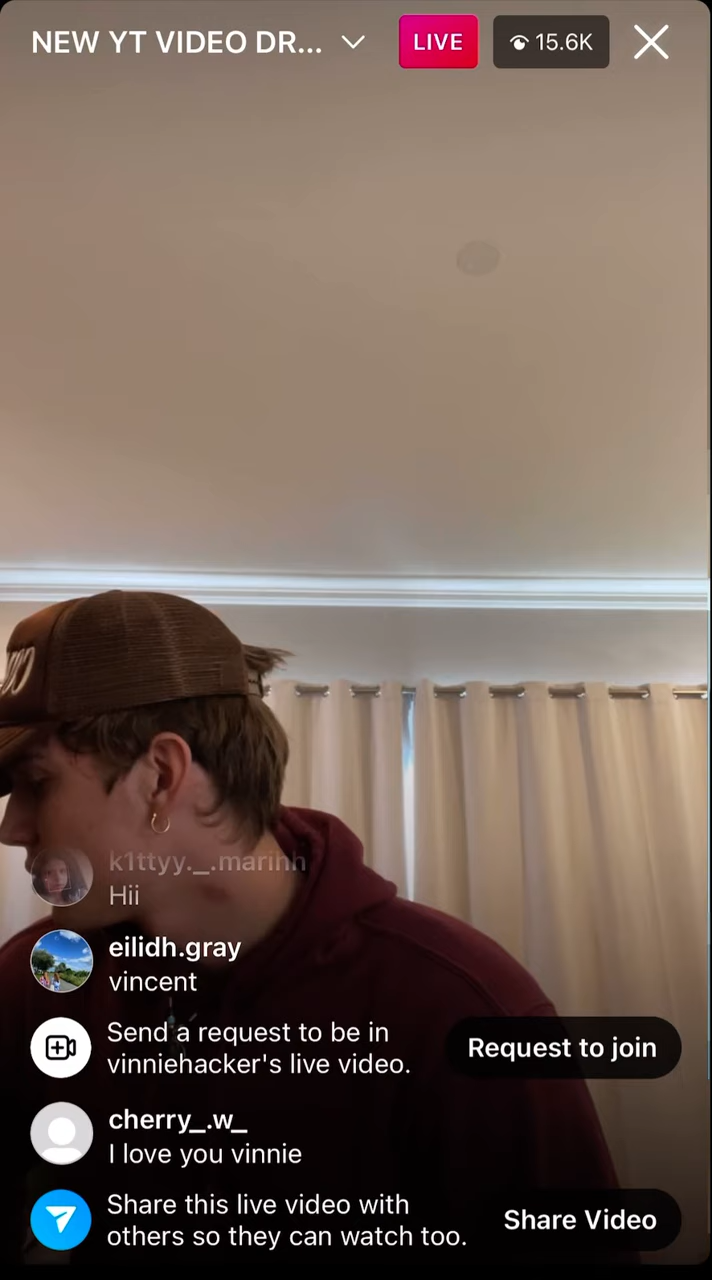 NEW YT VIDEO DR...
LIVE
15.6K
k1ttyy._.marihh
Hii
eilidh.gray
vincent
Send a request to be in
vinniehacker's live video.
Request to join
cherry_.w_
I love you vinnie
Share this live video with
others so they can watch too.
Share Video